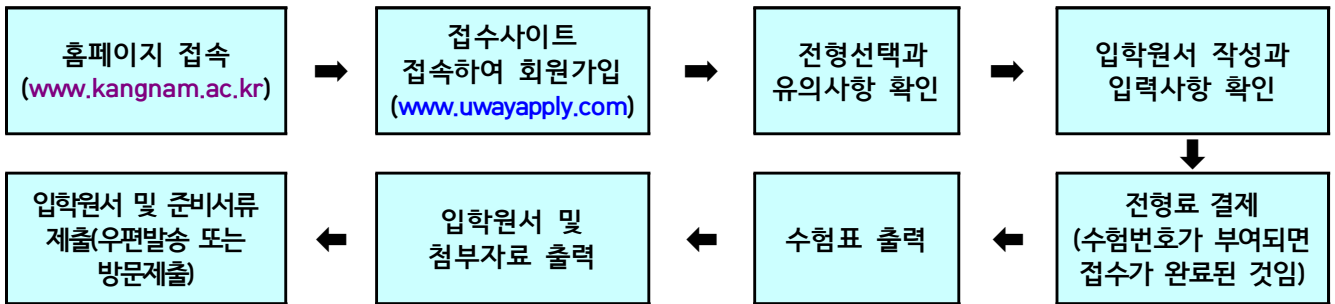 홈페이지 접속
(www.kangnam.ac.kr)
접수사이트
접속하여 회원가입
(www.uwayapply.com)
전형선택과
유의사항 확인
입학원서 작성과
입력사항 확인
전형료 결제
(수험번호가 부여되면
접수가 완료된 것임)
수험표 출력
입학원서 및
첨부자료 출력
입학원서 및 준비서류
제출(우편발송 또는
방문제출)